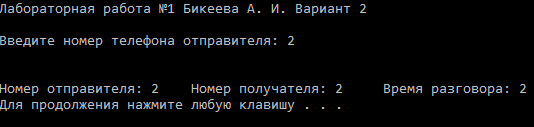 Лабораторная работа №1 Бикеева А. И. Вариант 2
Введите номер телефона отправителя: 2
Номер отправителя: 2 Номер получателя: 2 Время разговора: 2
Для продолжения нажмите любую клавишу . . .